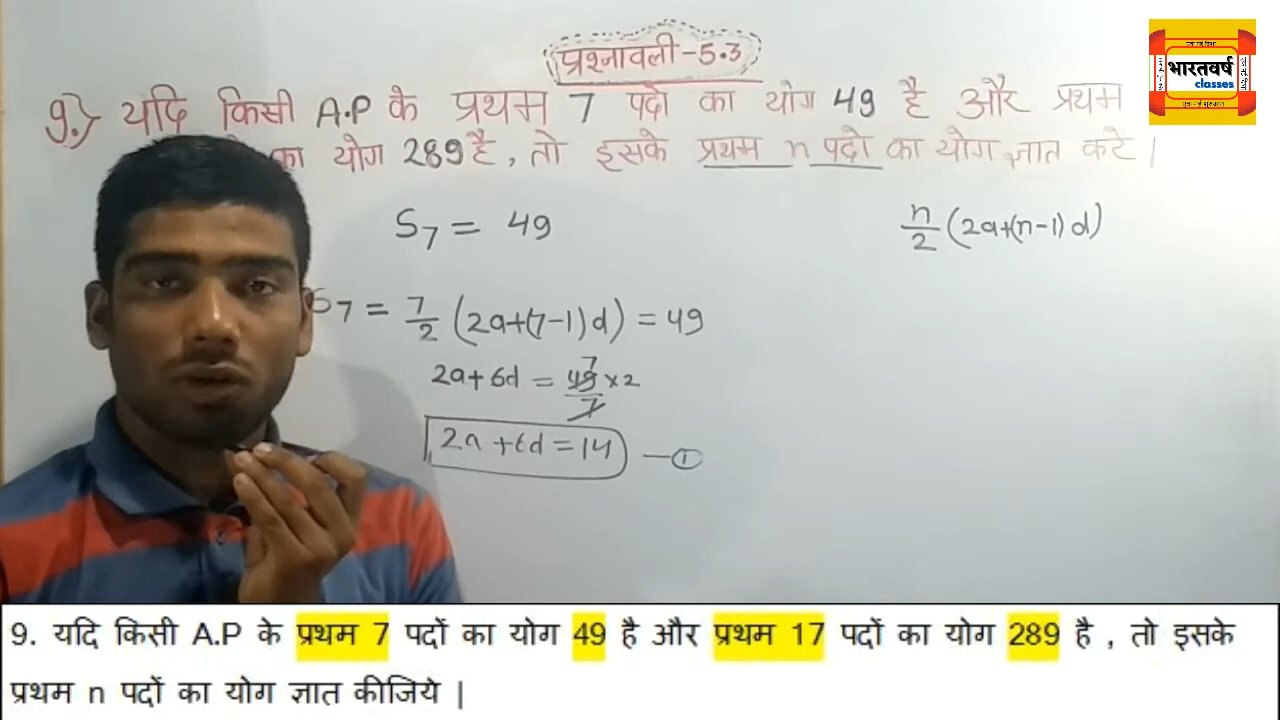 प्रश्नावली-5.3
भारतवर्ष
classes
9.) यदि किसी A.P के प्रथम 7 पदो का योग 49 है और प्रथम
का योग 289 है, तो इसके प्रथम n पदो का योग ज्ञात करे |
S7 = 49
n/2 (2a+(n-1)d)
S7 = 7/2 (2a+(7-1)d) = 49
2a+6d = 49/7 × 2
7
2a+6d=14 — ①
9. यदि किसी A.P के प्रथम 7 पदों का योग 49 है और प्रथम 17 पदों का योग 289 है , तो इसके
प्रथम n पदों का योग ज्ञात कीजिये |